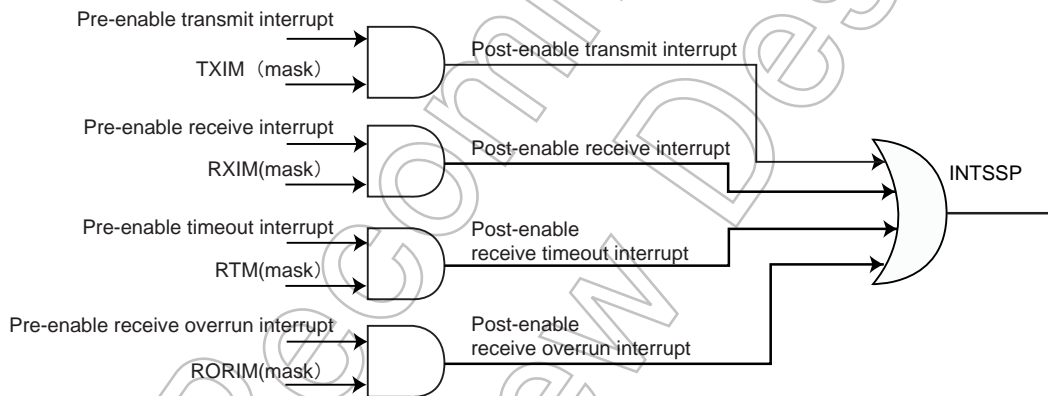 Pre-enable transmit interrupt
TXIM （mask）
Post-enable transmit interrupt
Pre-enable receive interrupt
RXIM(mask)
Post-enable receive interrupt
INTSSP
Pre-enable timeout interrupt
RTM(mask)
Post-enable
receive timeout interrupt
Pre-enable receive overrun interrupt
RORIM(mask)
Post-enable
receive overrun interrupt